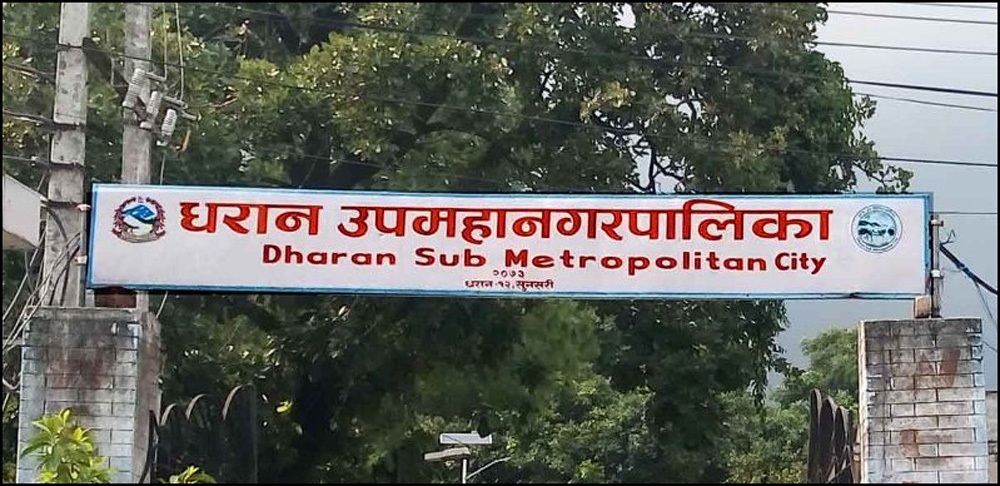 धरान उपमहानगरपालिका
Dharan Sub Metropolitan City
२०७३
धरान-१२, सुनसरी